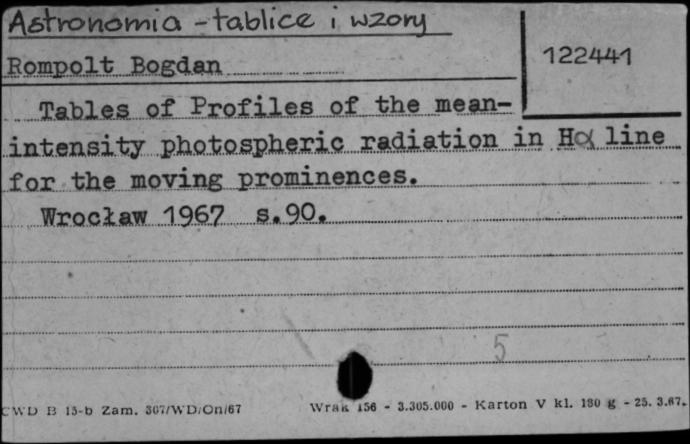 Astronomia - tablice i wzory
122441
Rompolt Bogdan
Tables of Profiles of the mean-
intensity photospheric radiation in Hα line
for the moving prominences.
Wrocław 1967 s.90.
5
CWD B 15-b Zam. 307/WD/On/67 Wrak 156 - 3.305.000 - Karton V kl. 180 g - 25. 3.67.